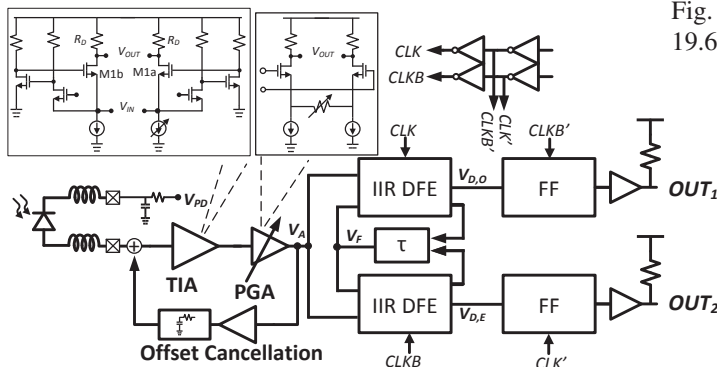 Fig.
19.6
R_D V_OUT R_D
M1b M1a
V_IN
V_OUT
CLK
CLKB
CLKB' CLK'
CLK CLKB'
V_PD
IIR DFE V_D,O FF OUT_1
V_A V_F τ
TIA PGA
IIR DFE V_D,E FF OUT_2
Offset Cancellation
CLKB CLK'